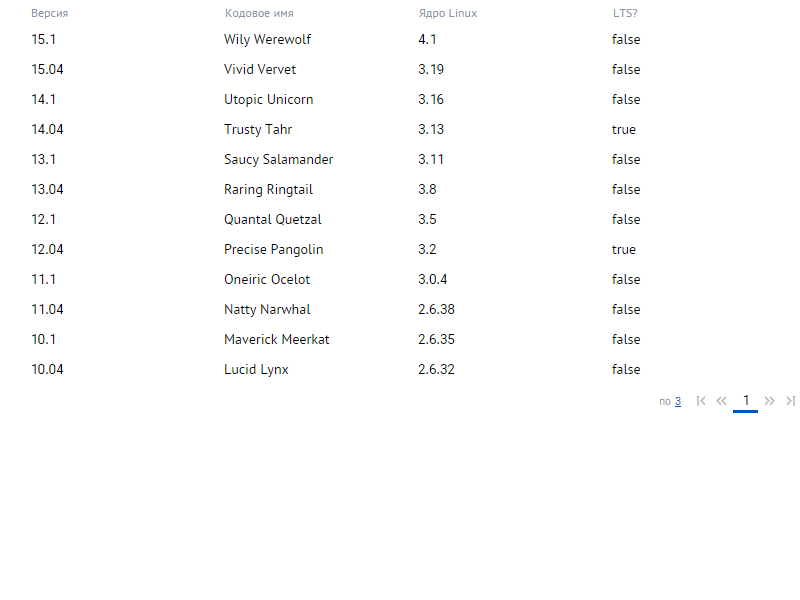 Версия Кодовое имя Ядро Linux LTS?
15.1 Wily Werewolf 4.1 false
15.04 Vivid Vervet 3.19 false
14.1 Utopic Unicorn 3.16 false
14.04 Trusty Tahr 3.13 true
13.1 Saucy Salamander 3.11 false
13.04 Raring Ringtail 3.8 false
12.1 Quantal Quetzal 3.5 false
12.04 Precise Pangolin 3.2 true
11.1 Oneiric Ocelot 3.0.4 false
11.04 Natty Narwhal 2.6.38 false
10.1 Maverick Meerkat 2.6.35 false
10.04 Lucid Lynx 2.6.32 false
по 3 1